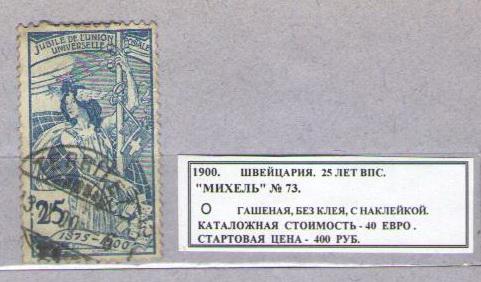 JUBILE DE L'UNION
UNIVERSELLE POSTALE
25
1875-1900
1900. ШВЕЙЦАРИЯ. 25 ЛЕТ ВПС.
"МИХЕЛЬ" № 73.
О ГАШЕНАЯ, БЕЗ КЛЕЯ, С НАКЛЕЙКОЙ.
КАТАЛОЖНАЯ СТОИМОСТЬ - 40 ЕВРО .
СТАРТОВАЯ ЦЕНА - 400 РУБ.